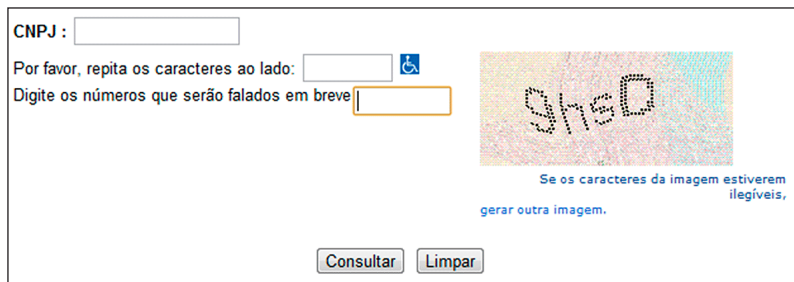 CNPJ :
Por favor, repita os caracteres ao lado:
Digite os números que serão falados em breve
Se os caracteres da imagem estiverem
ilegíveis,
gerar outra imagem.
Consultar Limpar